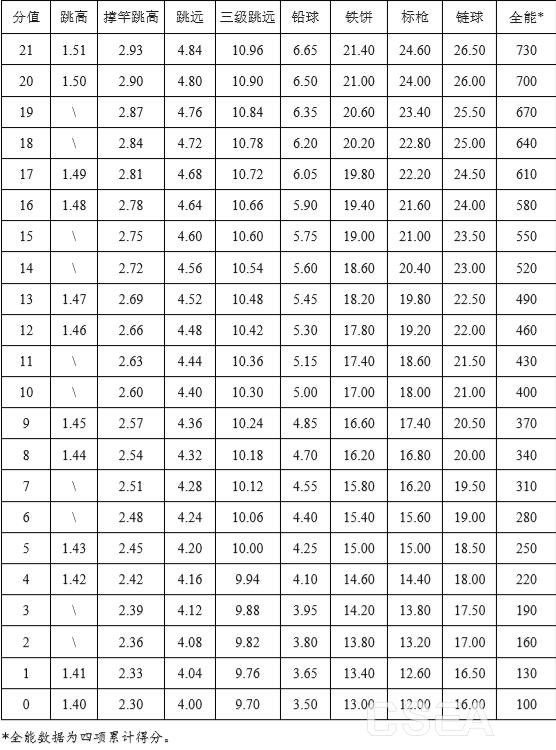 分值 跳高 撑竿跳高 跳远 三级跳远 铅球 铁饼 标枪 链球 全能*
21 1.51 2.93 4.84 10.96 6.65 21.40 24.60 26.50 730
20 1.50 2.90 4.80 10.90 6.50 21.00 24.00 26.00 700
19 \ 2.87 4.76 10.84 6.35 20.60 23.40 25.50 670
18 \ 2.84 4.72 10.78 6.20 20.20 22.80 25.00 640
17 1.49 2.81 4.68 10.72 6.05 19.80 22.20 24.50 610
16 1.48 2.78 4.64 10.66 5.90 19.40 21.60 24.00 580
15 \ 2.75 4.60 10.60 5.75 19.00 21.00 23.50 550
14 \ 2.72 4.56 10.54 5.60 18.60 20.40 23.00 520
13 1.47 2.69 4.52 10.48 5.45 18.20 19.80 22.50 490
12 1.46 2.66 4.48 10.42 5.30 17.80 19.20 22.00 460
11 \ 2.63 4.44 10.36 5.15 17.40 18.60 21.50 430
10 \ 2.60 4.40 10.30 5.00 17.00 18.00 21.00 400
9 1.45 2.57 4.36 10.24 4.85 16.60 17.40 20.50 370
8 1.44 2.54 4.32 10.18 4.70 16.20 16.80 20.00 340
7 \ 2.51 4.28 10.12 4.55 15.80 16.20 19.50 310
6 \ 2.48 4.24 10.06 4.40 15.40 15.60 19.00 280
5 1.43 2.45 4.20 10.00 4.25 15.00 15.00 18.50 250
4 1.42 2.42 4.16 9.94 4.10 14.60 14.40 18.00 220
3 \ 2.39 4.12 9.88 3.95 14.20 13.80 17.50 190
2 \ 2.36 4.08 9.82 3.80 13.80 13.20 17.00 160
1 1.41 2.33 4.04 9.76 3.65 13.40 12.60 16.50 130
0 1.40 2.30 4.00 9.70 3.50 13.00 12.00 16.00 100
CSEA
*全能数据为四项累计得分。